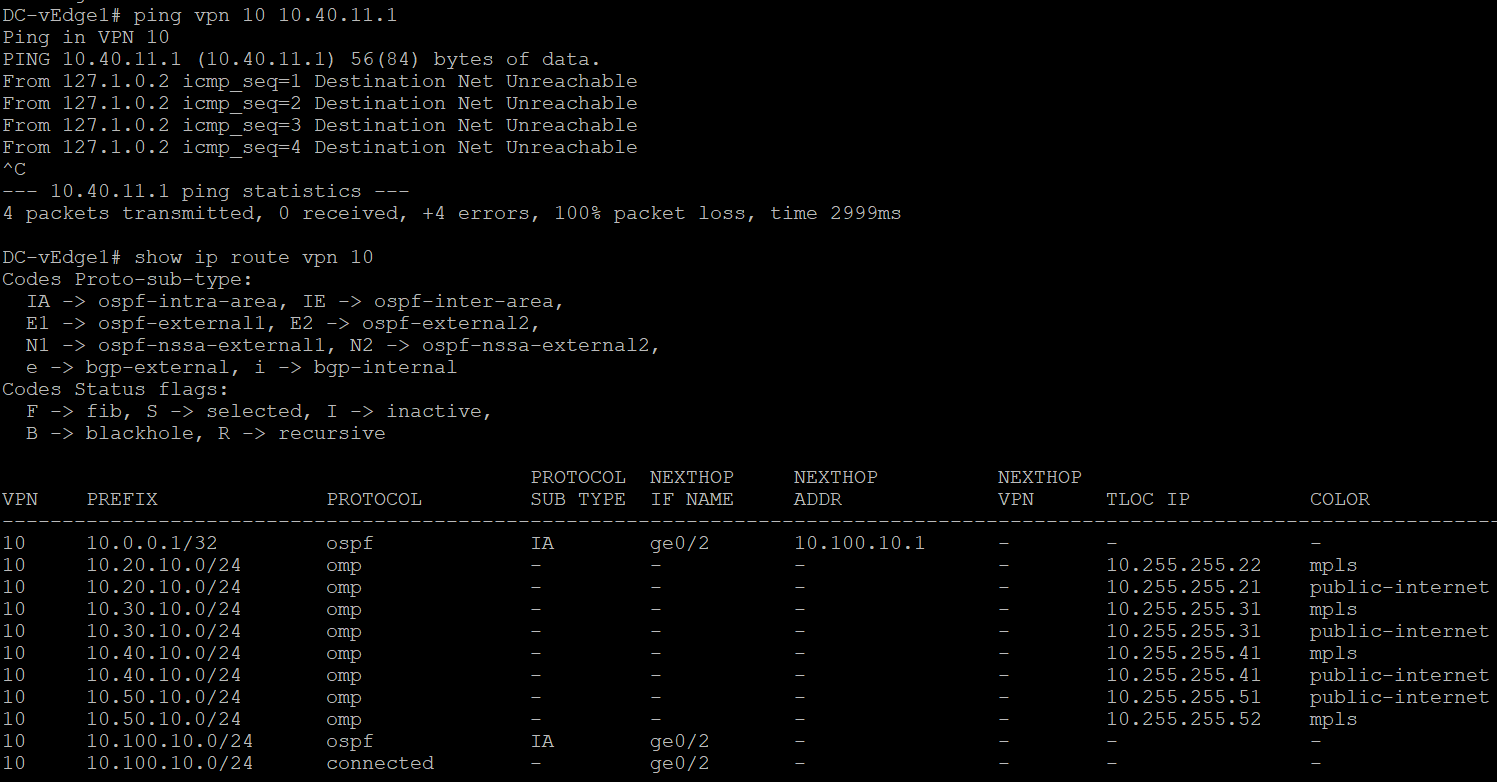 DC-vEdge1# ping vpn 10 10.40.11.1
Ping in VPN 10
PING 10.40.11.1 (10.40.11.1) 56(84) bytes of data.
From 127.1.0.2 icmp_seq=1 Destination Net Unreachable
From 127.1.0.2 icmp_seq=2 Destination Net Unreachable
From 127.1.0.2 icmp_seq=3 Destination Net Unreachable
From 127.1.0.2 icmp_seq=4 Destination Net Unreachable
^C
--- 10.40.11.1 ping statistics ---
4 packets transmitted, 0 received, +4 errors, 100% packet loss, time 2999ms

DC-vEdge1# show ip route vpn 10
Codes Proto-sub-type:
  IA -> ospf-intra-area, IE -> ospf-inter-area,
  E1 -> ospf-external1, E2 -> ospf-external2,
  N1 -> ospf-nssa-external1, N2 -> ospf-nssa-external2,
  e -> bgp-external, i -> bgp-internal
Codes Status flags:
  F -> fib, S -> selected, I -> inactive,
  B -> blackhole, R -> recursive

                                            PROTOCOL  NEXTHOP     NEXTHOP          NEXTHOP
VPN    PREFIX              PROTOCOL         SUB TYPE  IF NAME     ADDR             VPN      TLOC IP          COLOR
-----------------------------------------------------------------------------------------------------------------------------
10     10.0.0.1/32         ospf             IA        ge0/2       10.100.10.1      -        -                -
10     10.20.10.0/24       omp              -         -           -                -        10.255.255.22    mpls
10     10.20.10.0/24       omp              -         -           -                -        10.255.255.21    public-internet
10     10.30.10.0/24       omp              -         -           -                -        10.255.255.31    mpls
10     10.30.10.0/24       omp              -         -           -                -        10.255.255.31    public-internet
10     10.40.10.0/24       omp              -         -           -                -        10.255.255.41    mpls
10     10.40.10.0/24       omp              -         -           -                -        10.255.255.41    public-internet
10     10.50.10.0/24       omp              -         -           -                -        10.255.255.51    public-internet
10     10.50.10.0/24       omp              -         -           -                -        10.255.255.52    mpls
10     10.100.10.0/24      ospf             IA        ge0/2       -                -        -                -
10     10.100.10.0/24      connected        -         ge0/2       -                -        -                -